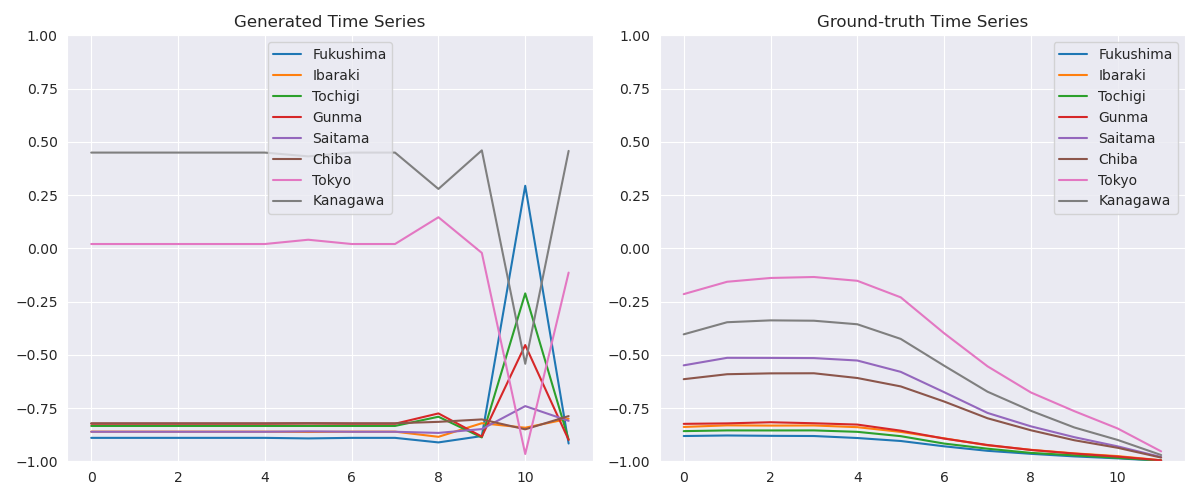 Generated Time Series
1.00
0.75
0.50
0.25
0.00
−0.25
−0.50
−0.75
−1.00
0 2 4 6 8 10
Fukushima
Ibaraki
Tochigi
Gunma
Saitama
Chiba
Tokyo
Kanagawa
Ground-truth Time Series
1.00
0.75
0.50
0.25
0.00
−0.25
−0.50
−0.75
−1.00
0 2 4 6 8 10
Fukushima
Ibaraki
Tochigi
Gunma
Saitama
Chiba
Tokyo
Kanagawa